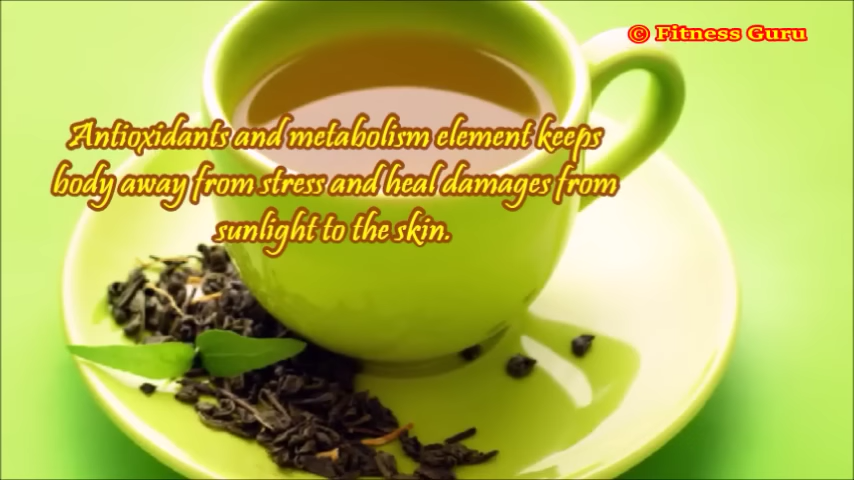 © Fitness Guru
Antioxidants and metabolism element keeps
body away from stress and heal damages from
sunlight to the skin.